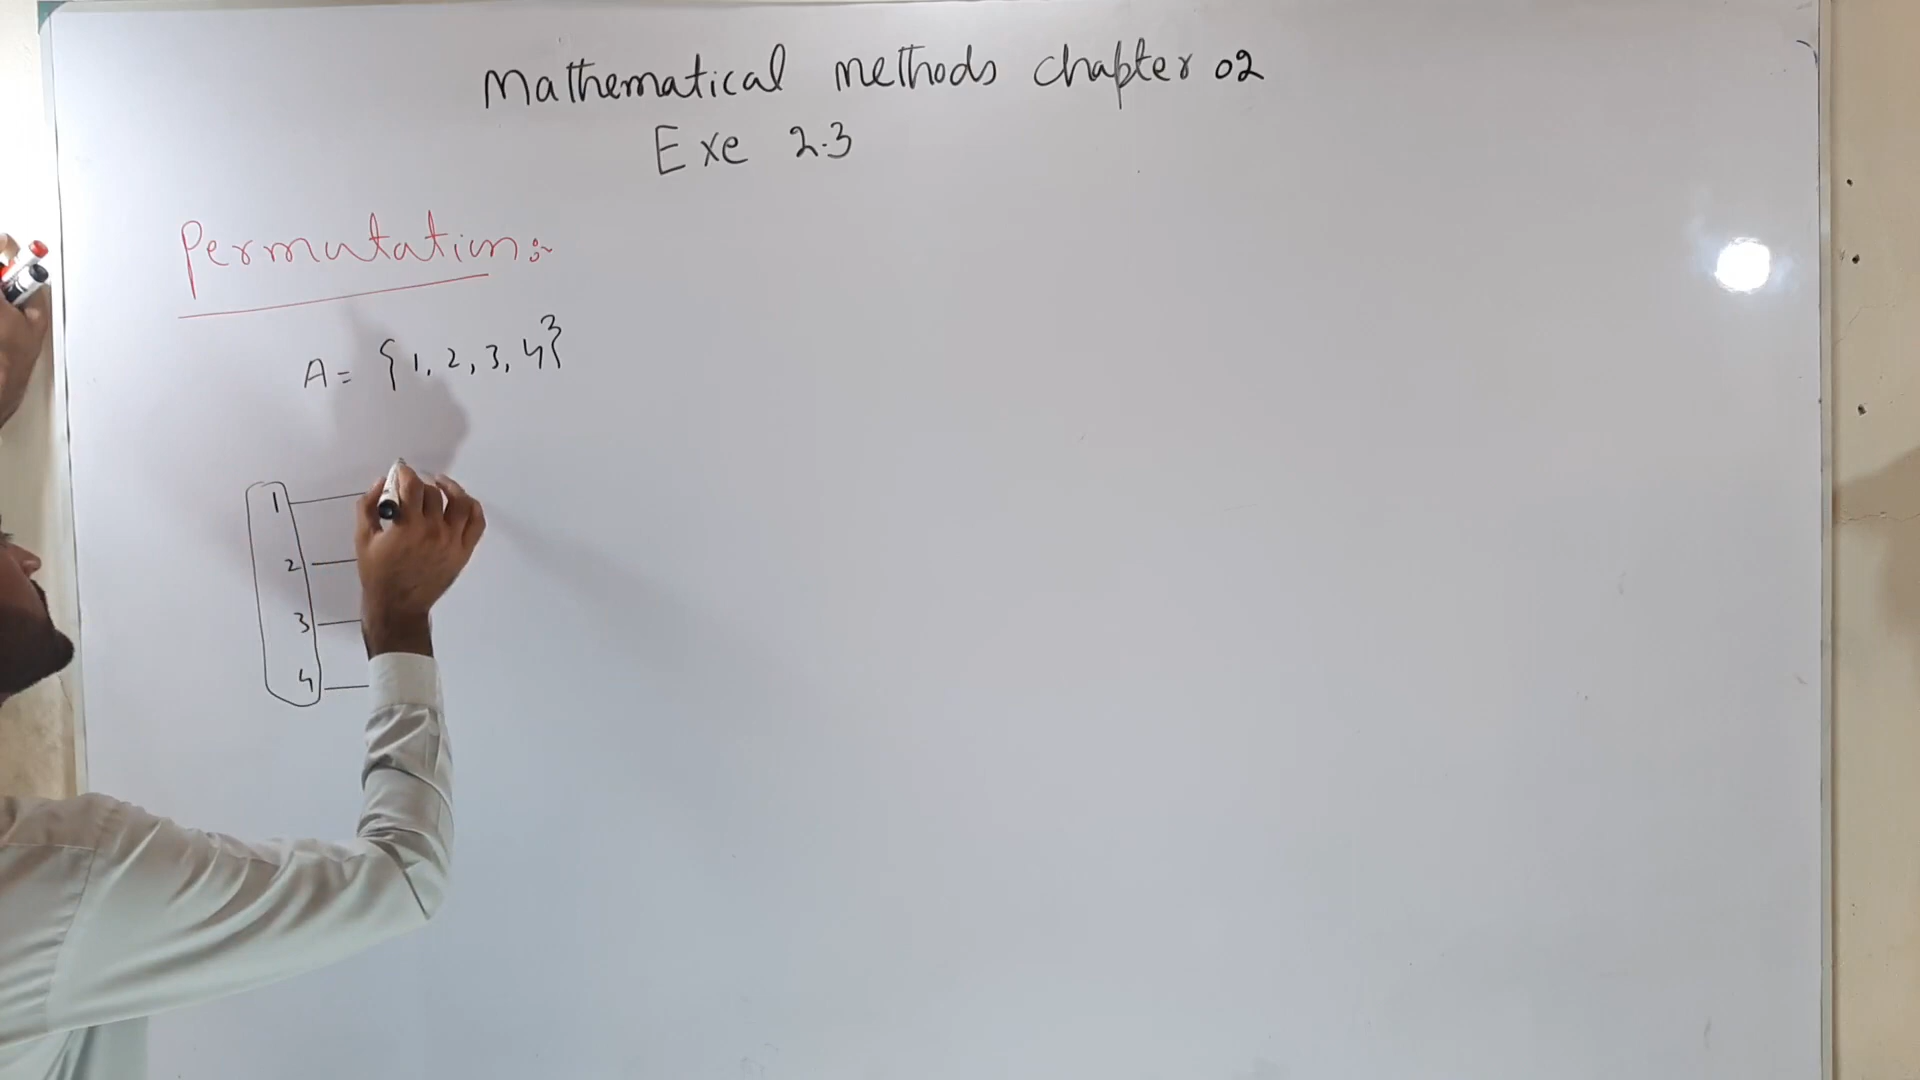 Mathematical methods chapter 02
Exe 2.3
Permutation:-
A = {1, 2, 3, 4}
1
2
3
4